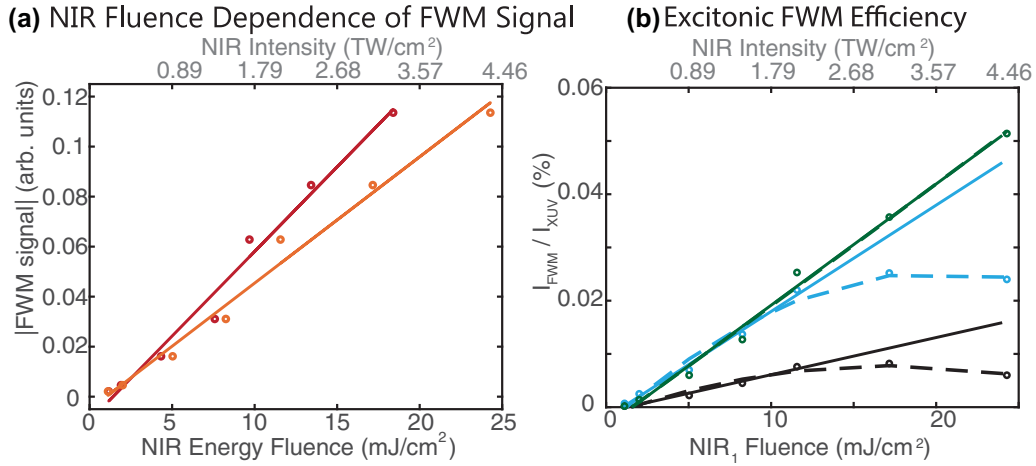 (a) NIR Fluence Dependence of FWM Signal
NIR Intensity (TW/cm²)
0.89 1.79 2.68 3.57 4.46
|FWM signal| (arb. units)
0.12
0.1
0.08
0.06
0.04
0.02
0
0 5 10 15 20 25
NIR Energy Fluence (mJ/cm²)
(b) Excitonic FWM Efficiency
NIR Intensity (TW/cm²)
0.89 1.79 2.68 3.57 4.46
I_FWM / I_XUV (%)
0.06
0.04
0.02
0
0 10 20
NIR₁ Fluence (mJ/cm²)